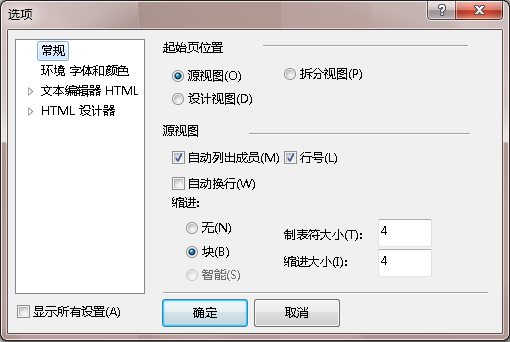 选项
常规
环境 字体和颜色
文本编辑器 HTML
HTML 设计器
起始页位置
源视图(O)
拆分视图(P)
设计视图(D)
源视图
自动列出成员(M)
行号(L)
自动换行(W)
缩进:
无(N)
块(B)
智能(S)
制表符大小(T):
4
缩进大小(I):
4
显示所有设置(A)
确定
取消